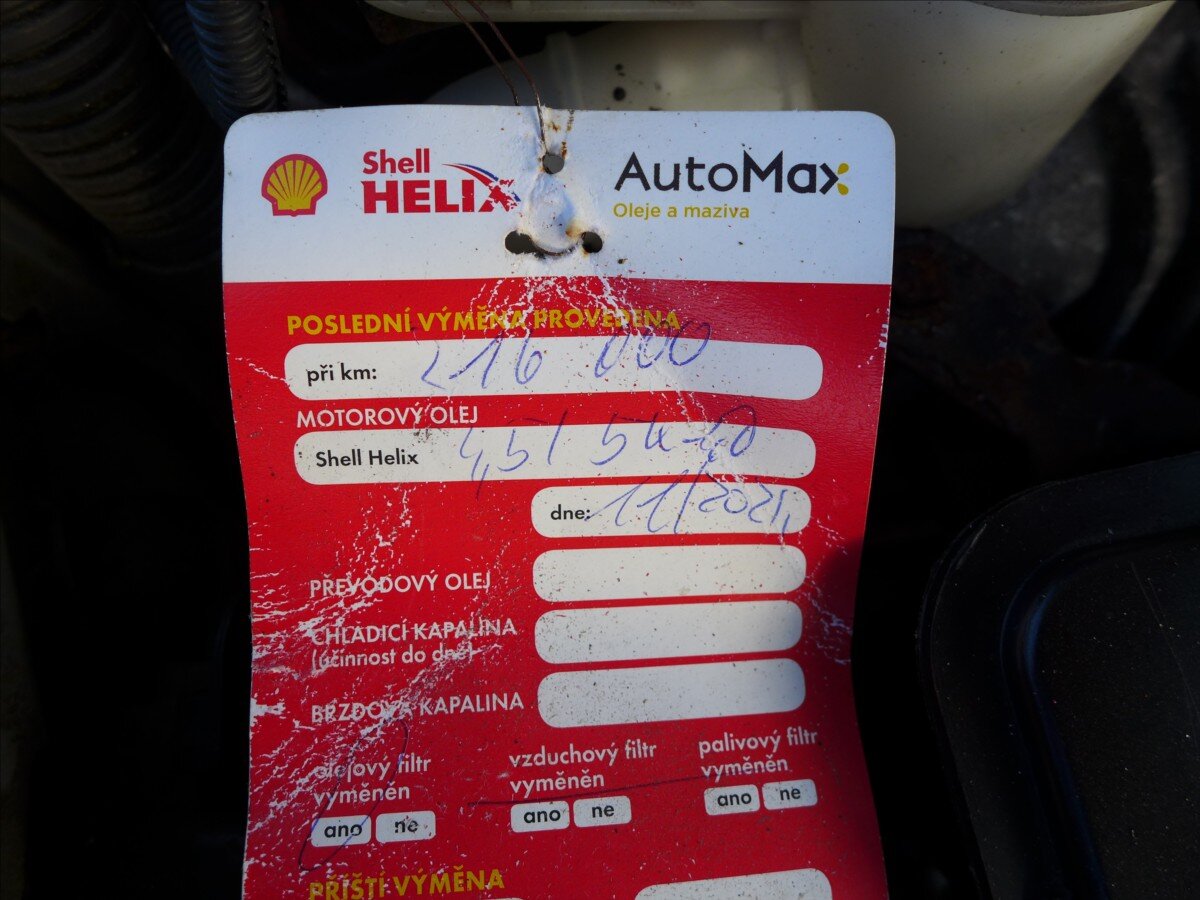 Shell
HELIX
AutoMax
Oleje a maziva
POSLEDNÍ VÝMĚNA PROVEDENA
při km: 216 000
MOTOROVÝ OLEJ
Shell Helix 4,5l 5W-40
dne: 11/2021
PŘEVODOVÝ OLEJ
CHLADICÍ KAPALINA
(účinnost do dne)
BRZDOVÁ KAPALINA
olejový filtr
vyměněn
ano ne
vzduchový filtr
vyměněn
ano ne
palivový filtr
vyměněn
ano ne
PŘÍŠTÍ VÝMĚNA